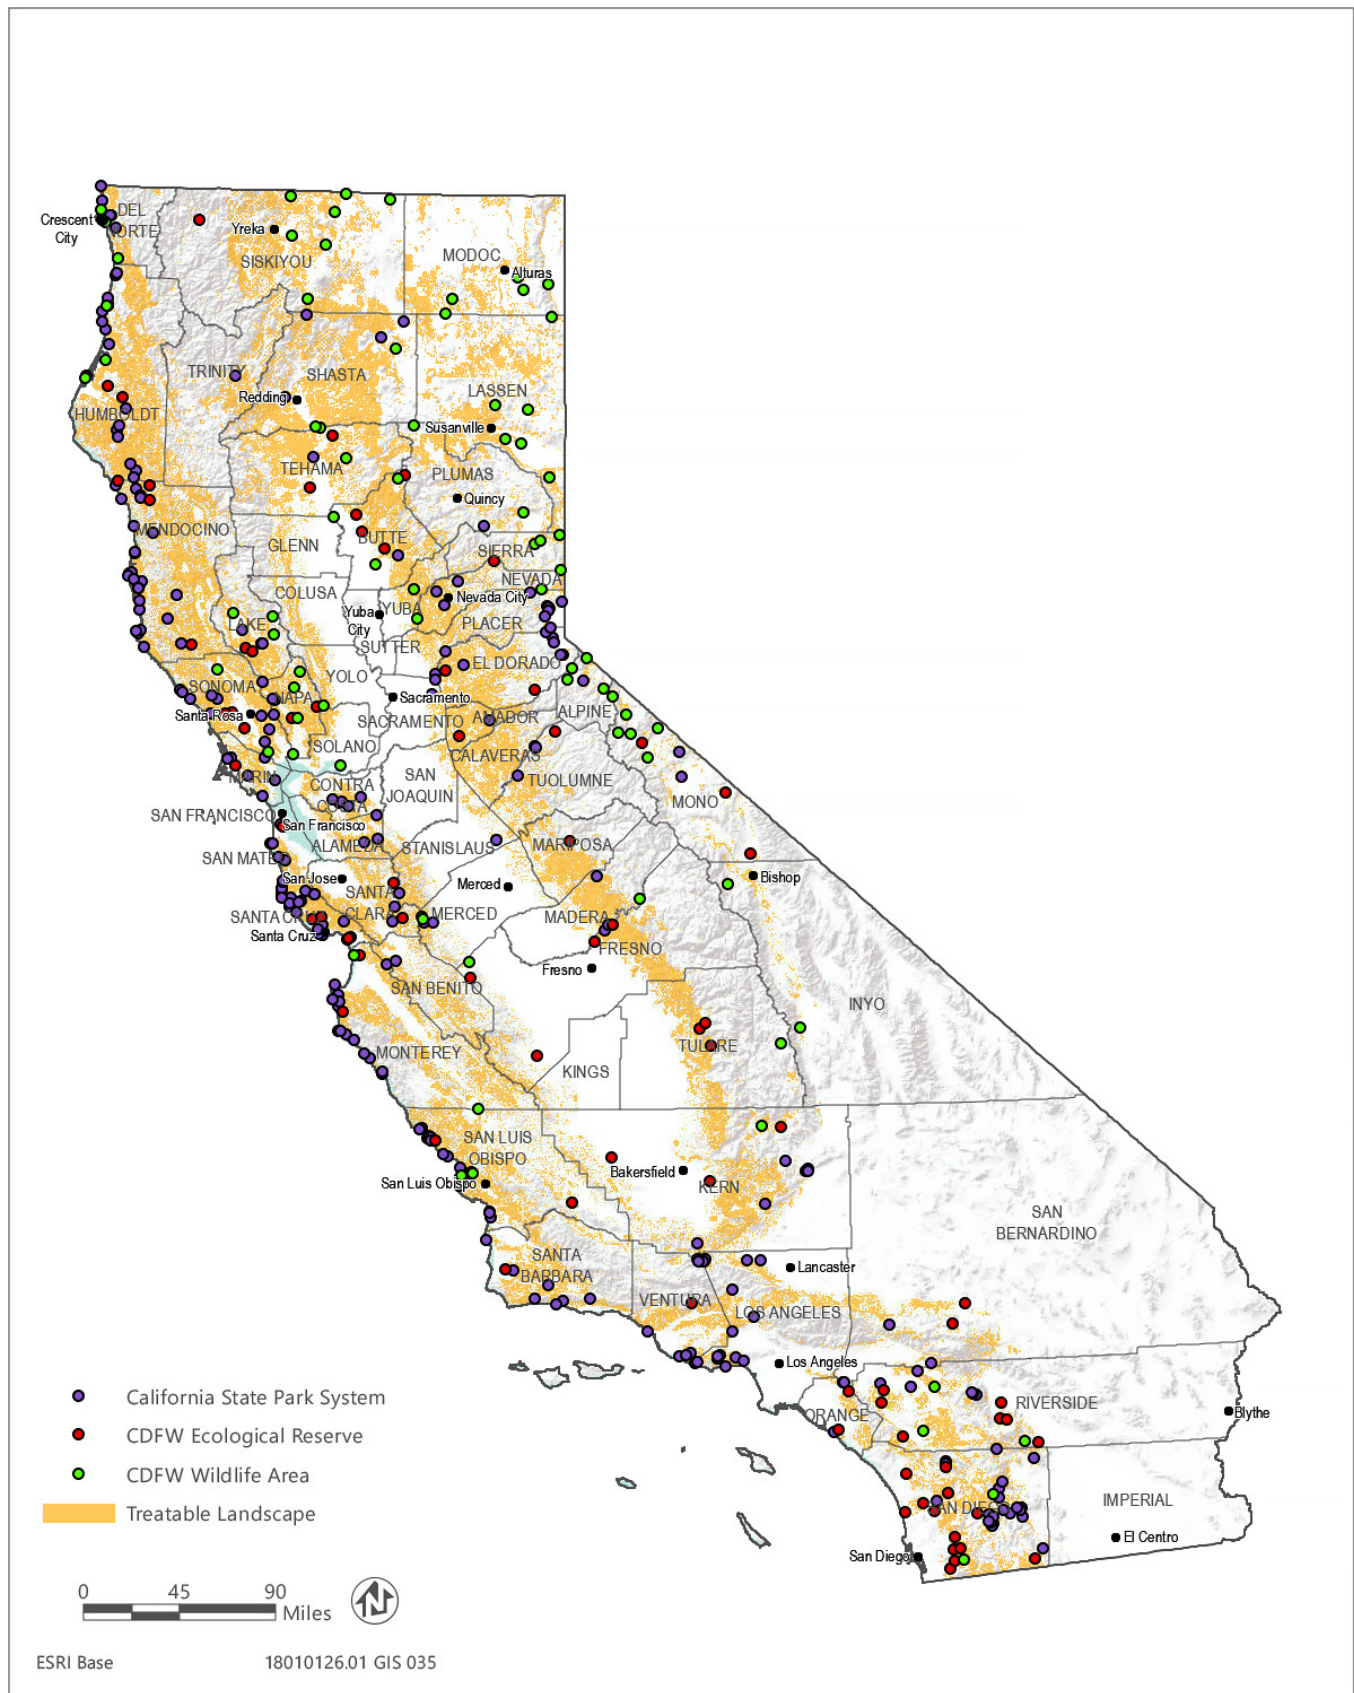 DEL
NORTE
Crescent
City
Yreka
SISKIYOU
MODOC
Alturas
TRINITY
SHASTA
LASSEN
Redding
HUMBOLDT
Susanville
TEHAMA
PLUMAS
Quincy
MENDOCINO
GLENN
BUTTE
SIERRA
COLUSA
NEVADA
Nevada City
Yuba
City
YUBA
LAKE
PLACER
SUTTER
EL DORADO
YOLO
SONOMA
NAPA
Sacramento
Santa Rosa
SACRAMENTO
AMADOR
ALPINE
SOLANO
CALAVERAS
MARIN
CONTRA
COSTA
SAN
JOAQUIN
TUOLUMNE
MONO
SAN FRANCISCO
San Francisco
ALAMEDA
STANISLAUS
MARIPOSA
SAN MATEO
San Jose
Merced
Bishop
SANTA
CLARA
SANTA CRUZ
MERCED
MADERA
Santa Cruz
FRESNO
Fresno
SAN BENITO
INYO
MONTEREY
TULARE
KINGS
SAN LUIS
OBISPO
Bakersfield
San Luis Obispo
KERN
SAN
BERNARDINO
SANTA
BARBARA
Lancaster
VENTURA
LOS ANGELES
Los Angeles
California State Park System
ORANGE
RIVERSIDE
Blythe
CDFW Ecological Reserve
CDFW Wildlife Area
SAN DIEGO
IMPERIAL
Treatable Landscape
El Centro
San Diego
0 45 90
Miles
N
ESRI Base 18010126.01 GIS 035